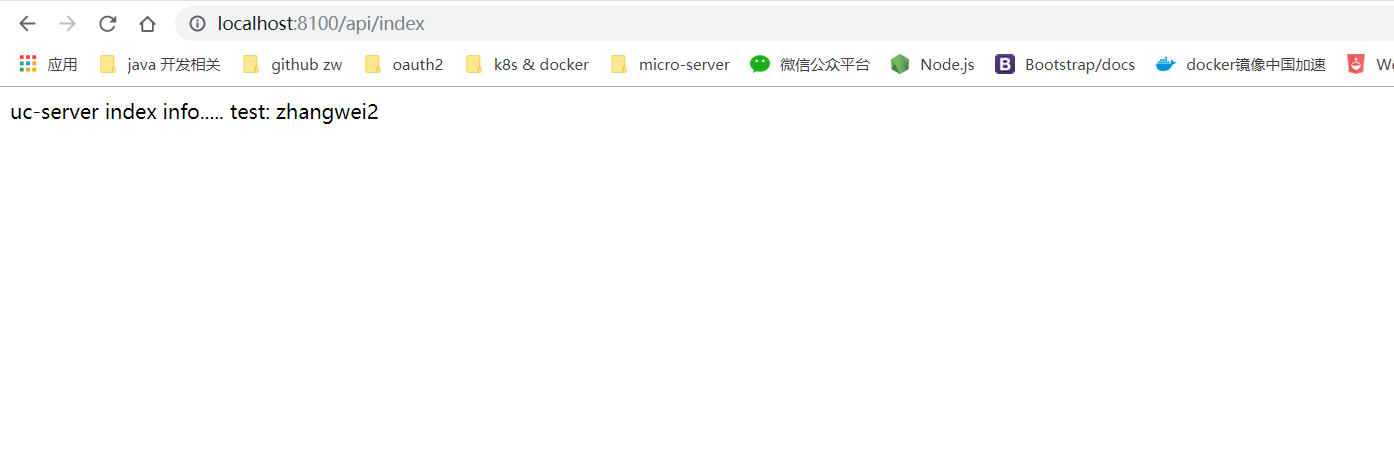 localhost:8100/api/index
应用 java 开发相关 github zw oauth2 k8s & docker micro-server 微信公众平台 Node.js B Bootstrap/docs docker镜像中国加速
uc-server index info..... test: zhangwei2